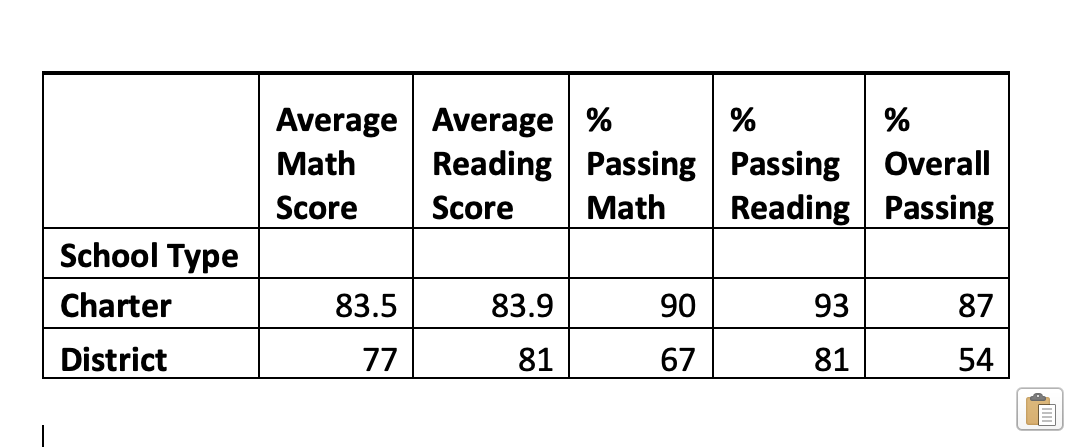 Average Average % % %
Math Reading Passing Passing Overall
Score Score Math Reading Passing
School Type
Charter 83.5 83.9 90 93 87
District 77 81 67 81 54